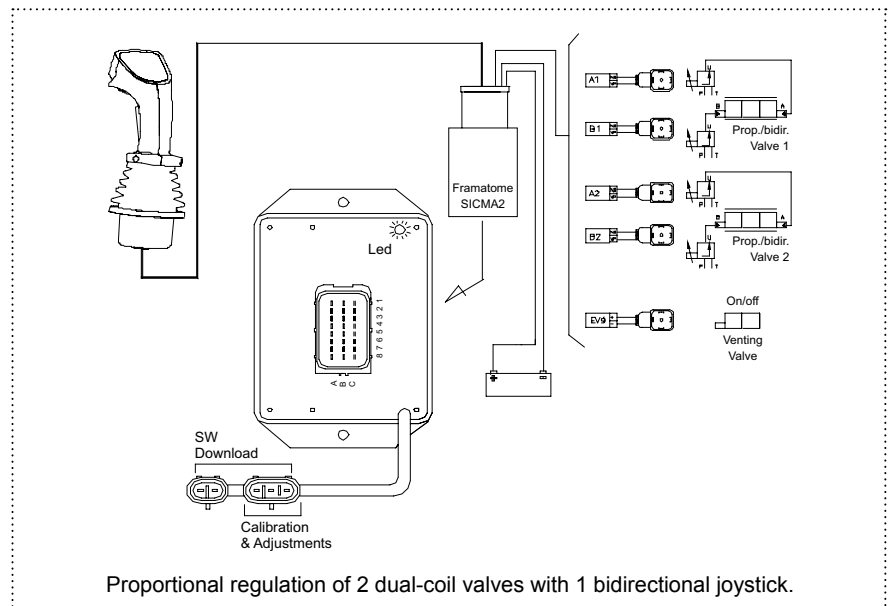 A1
U
P T
B1
B A
U
Prop./bidir.
Valve 1
P T
Framatome
SICMA2
A2
U
P T
B2
B A
U
Prop./bidir.
Valve 2
P T
Led
EV9
+
-
On/off
Venting
Valve
8 7 6 5 4 3 2 1
A B C
+ -
SW
Download
Calibration
& Adjustments
Proportional regulation of 2 dual-coil valves with 1 bidirectional joystick.